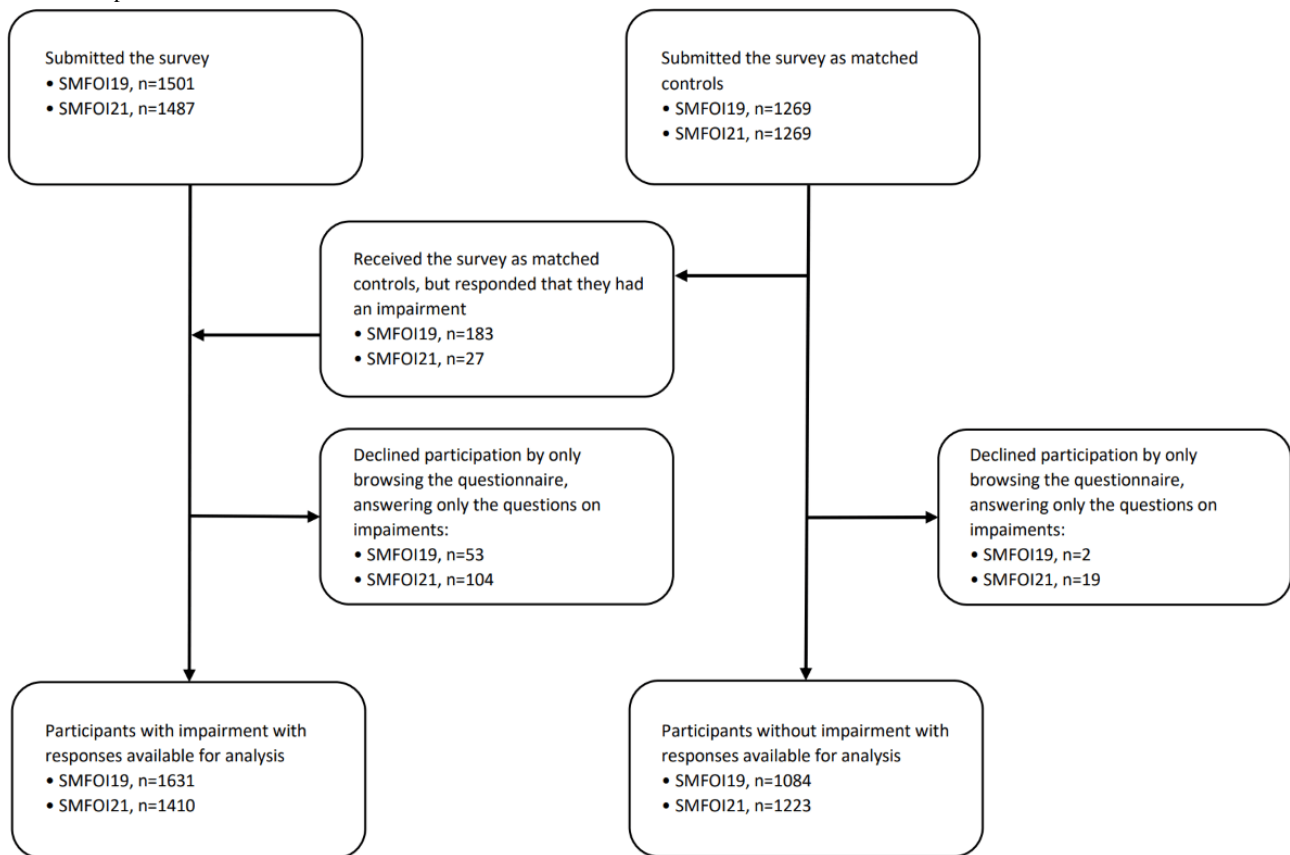 Submitted the survey
• SMFOI19, n=1501
• SMFOI21, n=1487
Submitted the survey as matched
controls
• SMFOI19, n=1269
• SMFOI21, n=1269
Received the survey as matched
controls, but responded that they had
an impairment
• SMFOI19, n=183
• SMFOI21, n=27
Declined participation by only
browsing the questionnaire,
answering only the questions on
impaiments:
• SMFOI19, n=53
• SMFOI21, n=104
Declined participation by only
browsing the questionnaire,
answering only the questions on
impaiments:
• SMFOI19, n=2
• SMFOI21, n=19
Participants with impairment with
responses available for analysis
• SMFOI19, n=1631
• SMFOI21, n=1410
Participants without impairment with
responses available for analysis
• SMFOI19, n=1084
• SMFOI21, n=1223